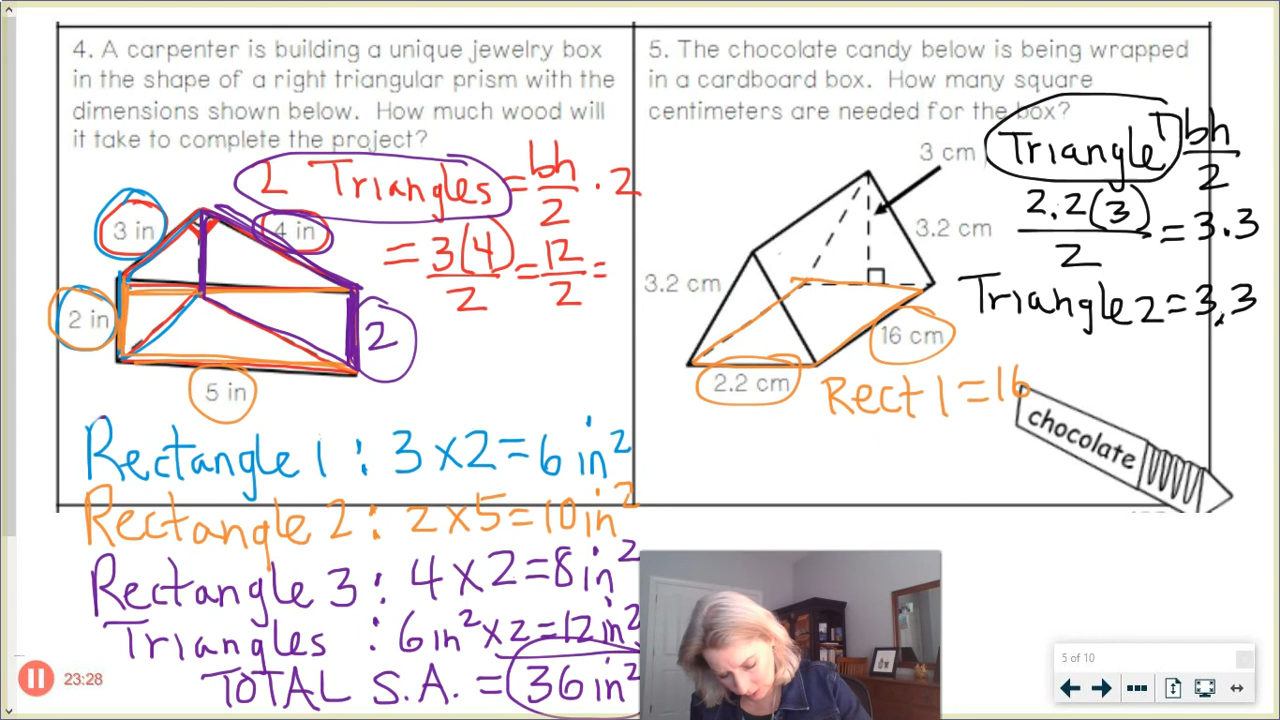 4. A carpenter is building a unique jewelry box
in the shape of a right triangular prism with the
dimensions shown below. How much wood will
it take to complete the project?
2 Triangles = bh/2 · 2
= 3(4)/2 = 12/2 =
3 in
4 in
2 in
2
5 in
Rectangle 1 : 3 x 2 = 6 in²
Rectangle 2 : 2 x 5 = 10 in²
Rectangle 3 : 4 x 2 = 8 in²
Triangles : 6 in² x 2 = 12 in²
TOTAL S.A. = 36 in²
5. The chocolate candy below is being wrapped
in a cardboard box. How many square
centimeters are needed for the box?
Triangle 1 bh/2
2.2(3)/2 = 3.3
Triangle 2 = 3.3
3 cm
3.2 cm
3.2 cm
16 cm
2.2 cm
Rect 1 = 16
chocolate
23:28
5 of 10